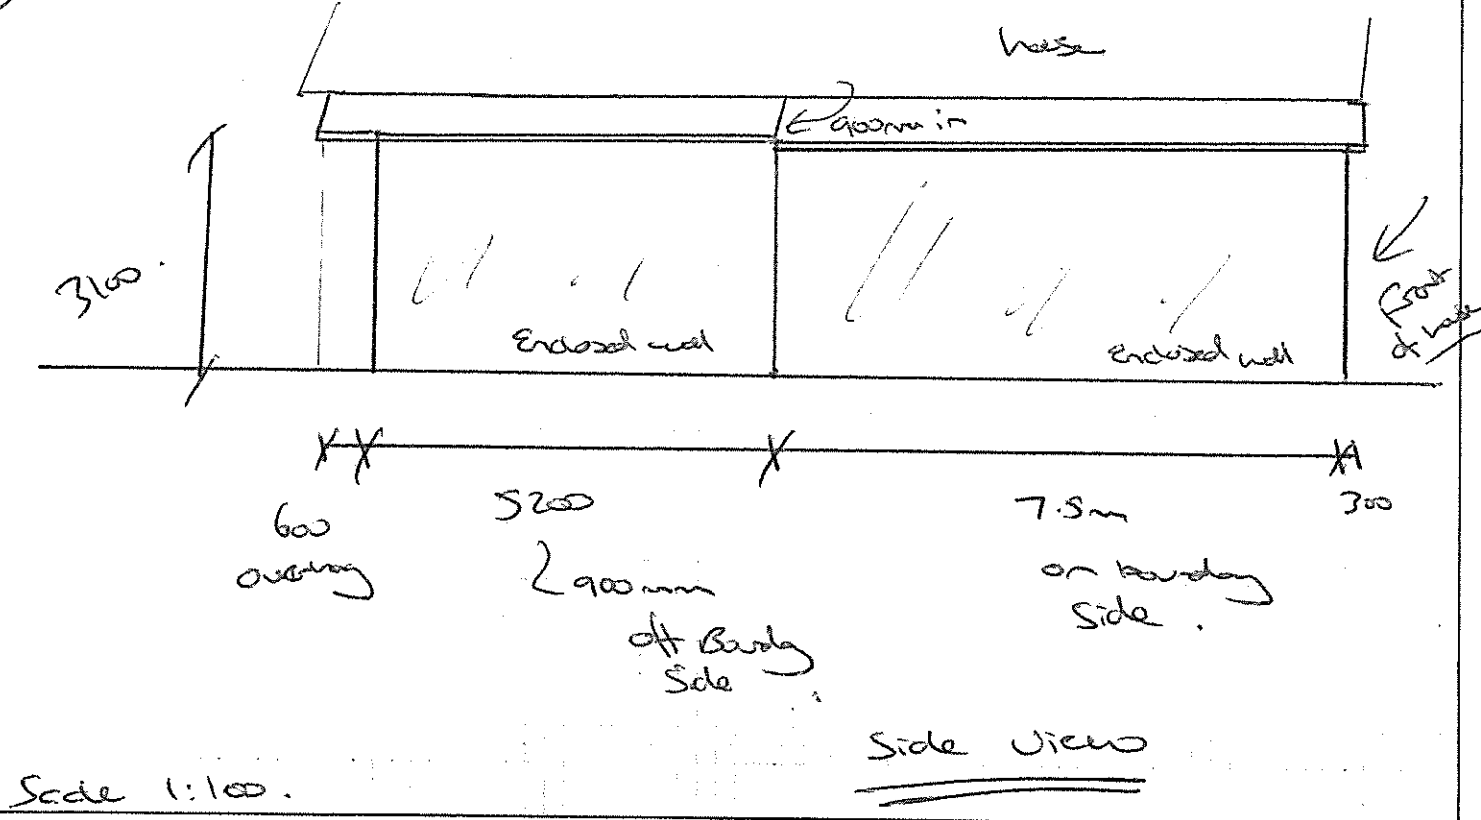 house
900mm in
3100
Enclosed wall
Enclosed wall
front
of house
600
overhang
5200
900mm
off Boundary
Side
7.5m
on boundary
side.
300
Side View
Scale 1:100.